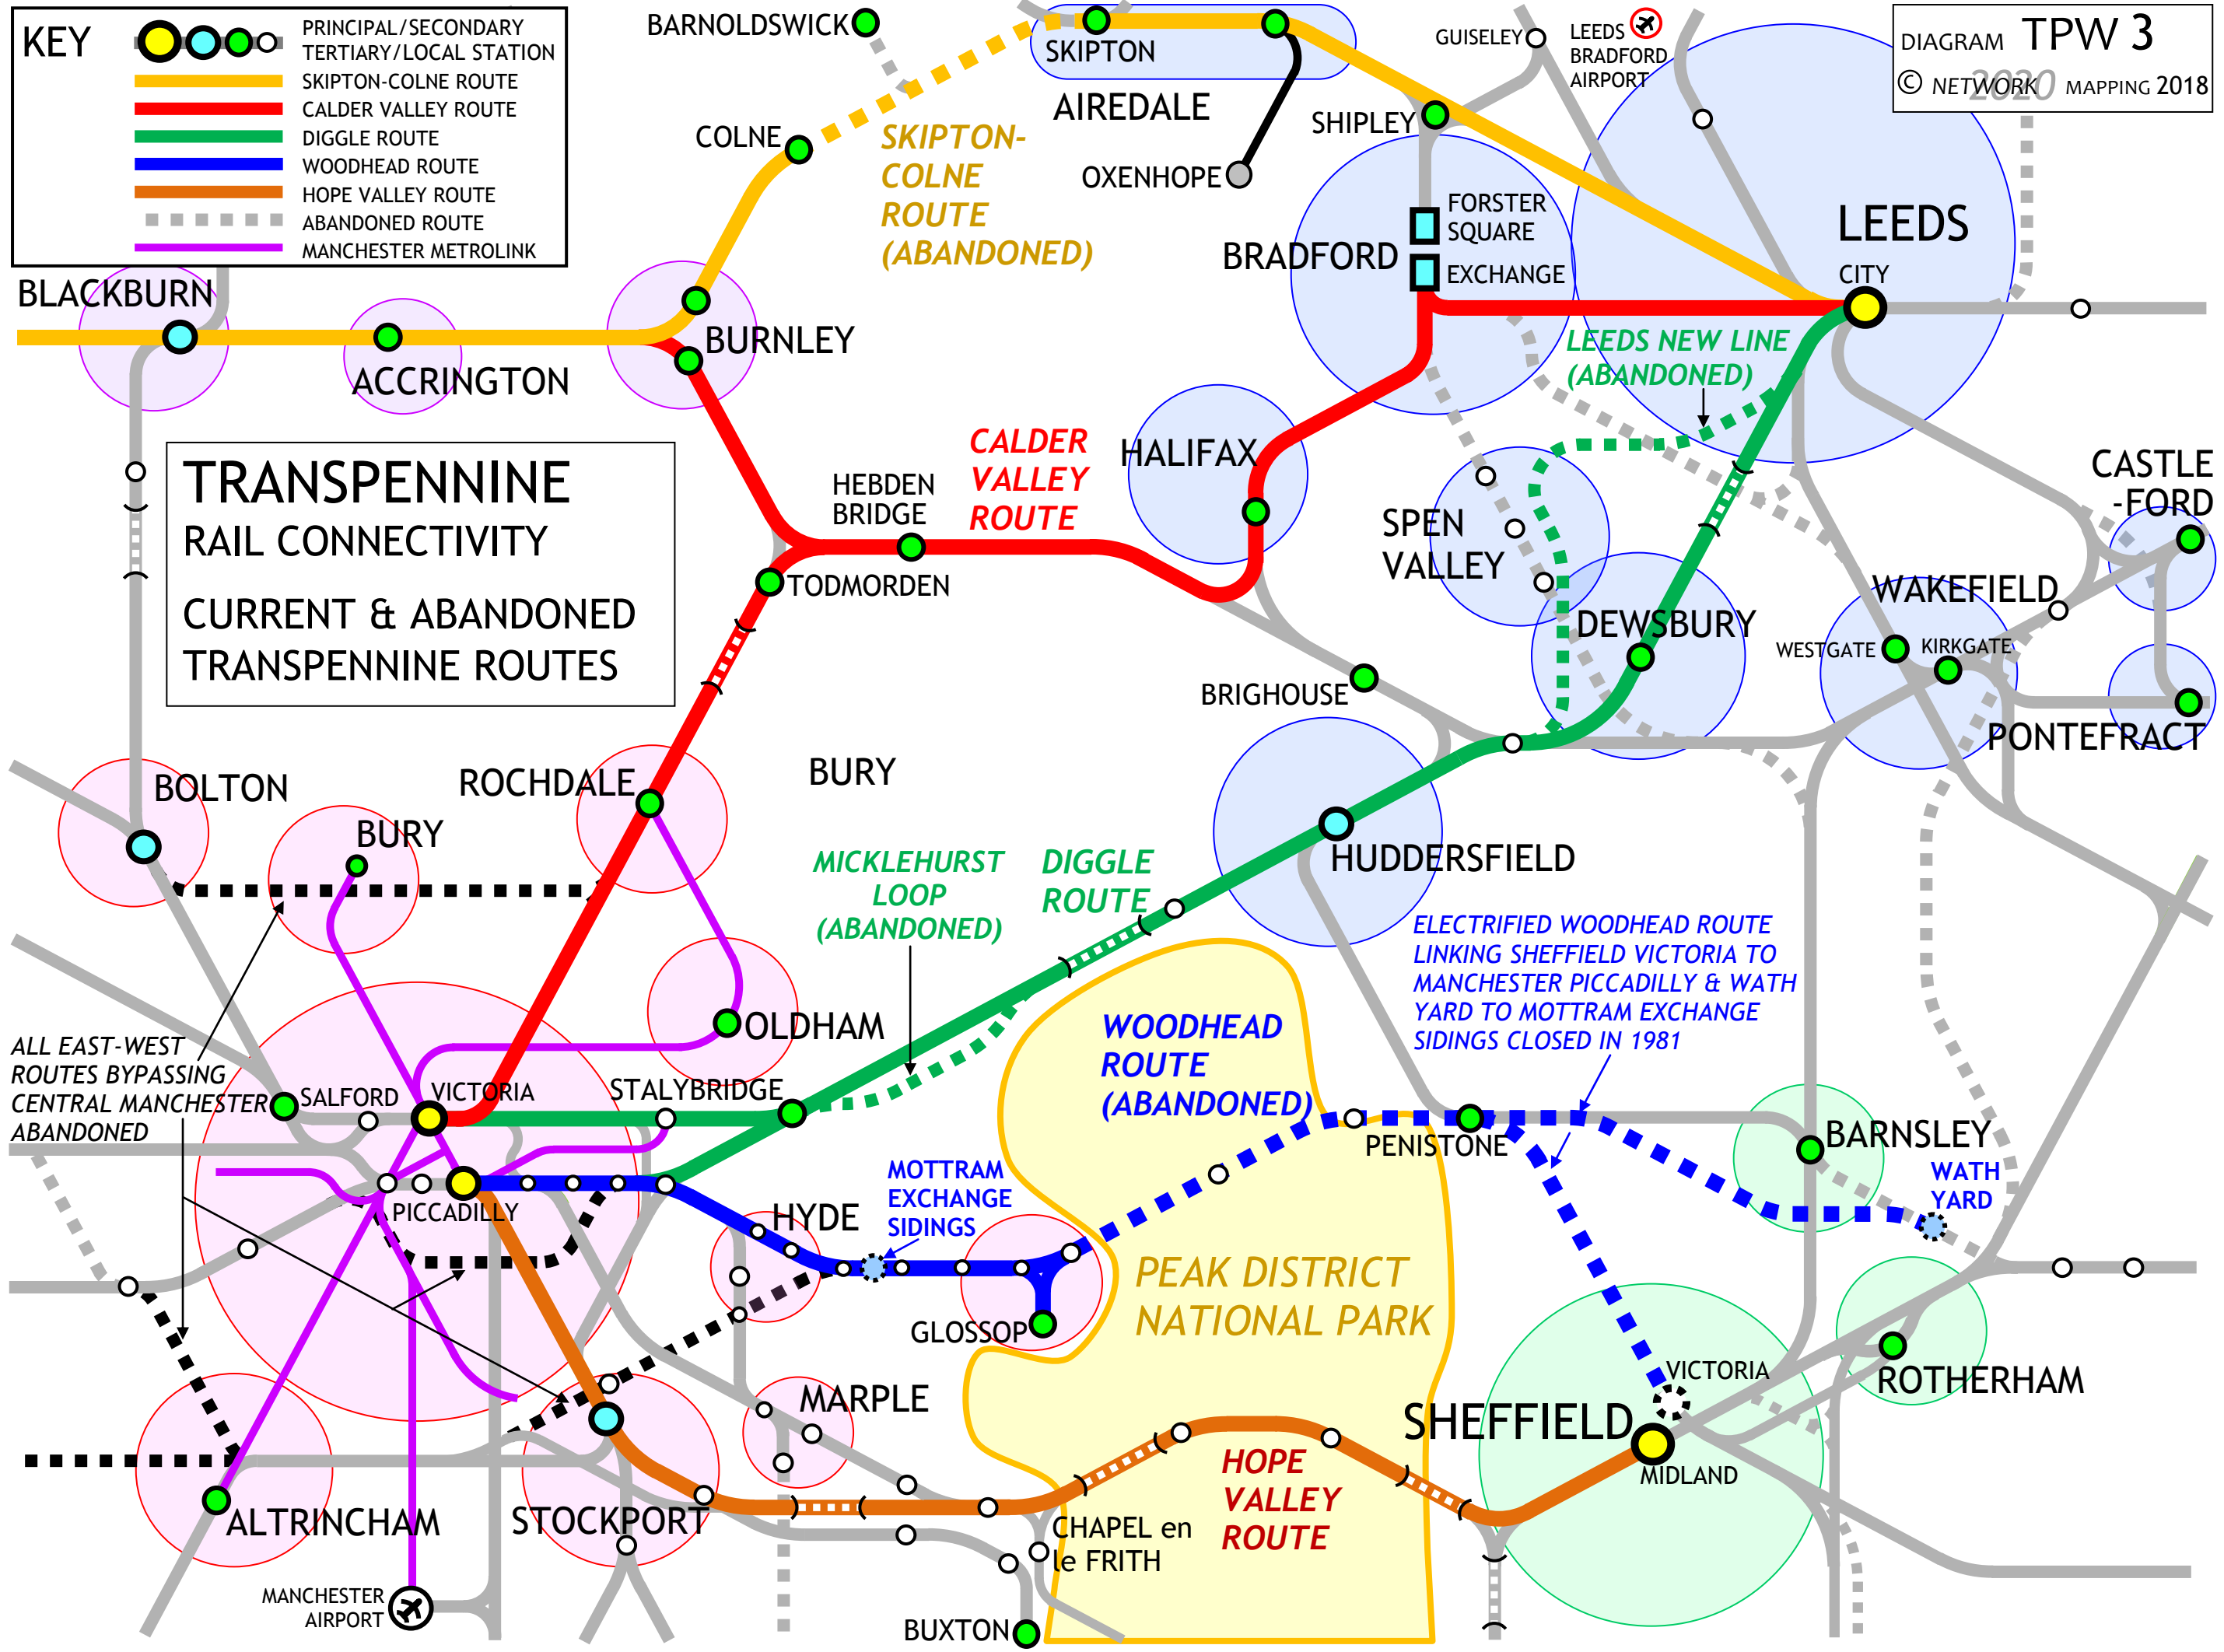 KEY
PRINCIPAL/SECONDARY
TERTIARY/LOCAL STATION
SKIPTON-COLNE ROUTE
CALDER VALLEY ROUTE
DIGGLE ROUTE
WOODHEAD ROUTE
HOPE VALLEY ROUTE
ABANDONED ROUTE
MANCHESTER METROLINK
DIAGRAM TPW 3
© NETWORK 2020 MAPPING 2018
BARNOLDSWICK
SKIPTON
AIREDALE
COLNE
SKIPTON-
COLNE
ROUTE
(ABANDONED)
OXENHOPE
SHIPLEY
GUISELEY
LEEDS
BRADFORD
AIRPORT
FORSTER
SQUARE
BRADFORD
EXCHANGE
LEEDS
CITY
LEEDS NEW LINE
(ABANDONED)
BLACKBURN
ACCRINGTON
BURNLEY
TRANSPENNINE
RAIL CONNECTIVITY
CURRENT & ABANDONED
TRANSPENNINE ROUTES
HEBDEN
BRIDGE
CALDER
VALLEY
ROUTE
TODMORDEN
HALIFAX
SPEN
VALLEY
DEWSBURY
CASTLE
-FORD
WAKEFIELD
WESTGATE
KIRKGATE
PONTEFRACT
BRIGHOUSE
BOLTON
BURY
ROCHDALE
BURY
MICKLEHURST
LOOP
(ABANDONED)
DIGGLE
ROUTE
HUDDERSFIELD
ELECTRIFIED WOODHEAD ROUTE
LINKING SHEFFIELD VICTORIA TO
MANCHESTER PICCADILLY & WATH
YARD TO MOTTRAM EXCHANGE
SIDINGS CLOSED IN 1981
OLDHAM
WOODHEAD
ROUTE
(ABANDONED)
ALL EAST-WEST
ROUTES BYPASSING
CENTRAL MANCHESTER
ABANDONED
SALFORD
VICTORIA
STALYBRIDGE
PENISTONE
BARNSLEY
WATH
YARD
PICCADILLY
HYDE
MOTTRAM
EXCHANGE
SIDINGS
GLOSSOP
PEAK DISTRICT
NATIONAL PARK
MARPLE
SHEFFIELD
VICTORIA
MIDLAND
ROTHERHAM
HOPE
VALLEY
ROUTE
ALTRINCHAM
STOCKPORT
CHAPEL en
le FRITH
MANCHESTER
AIRPORT
BUXTON